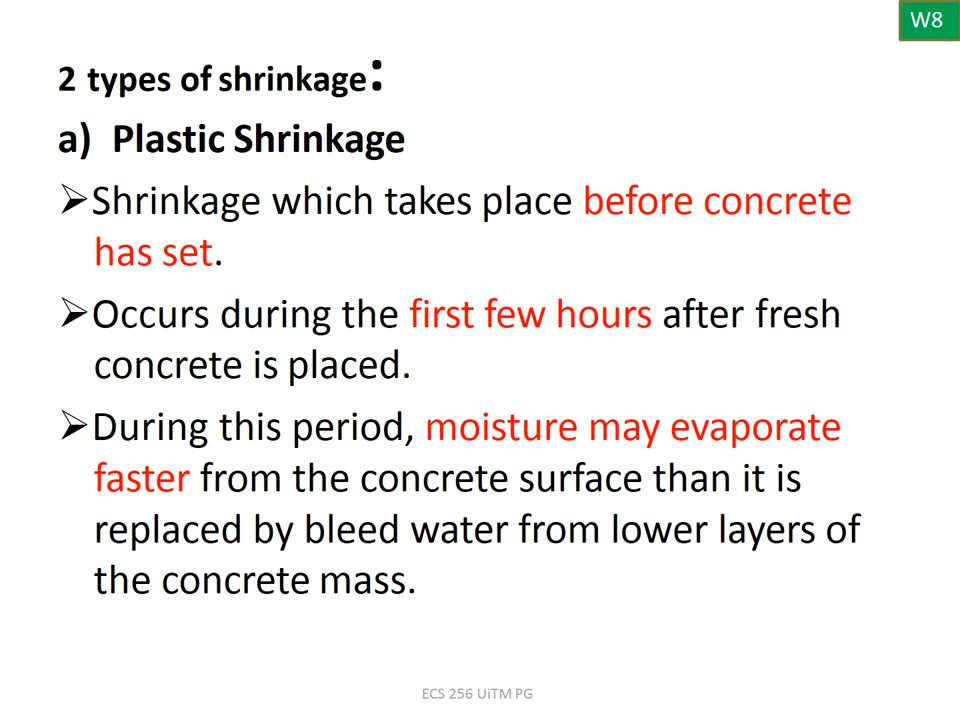 W8
2 types of shrinkage:
a) Plastic Shrinkage
➢Shrinkage which takes place before concrete
has set.
➢Occurs during the first few hours after fresh
concrete is placed.
➢During this period, moisture may evaporate
faster from the concrete surface than it is
replaced by bleed water from lower layers of
the concrete mass.
ECS 256 UiTM PG